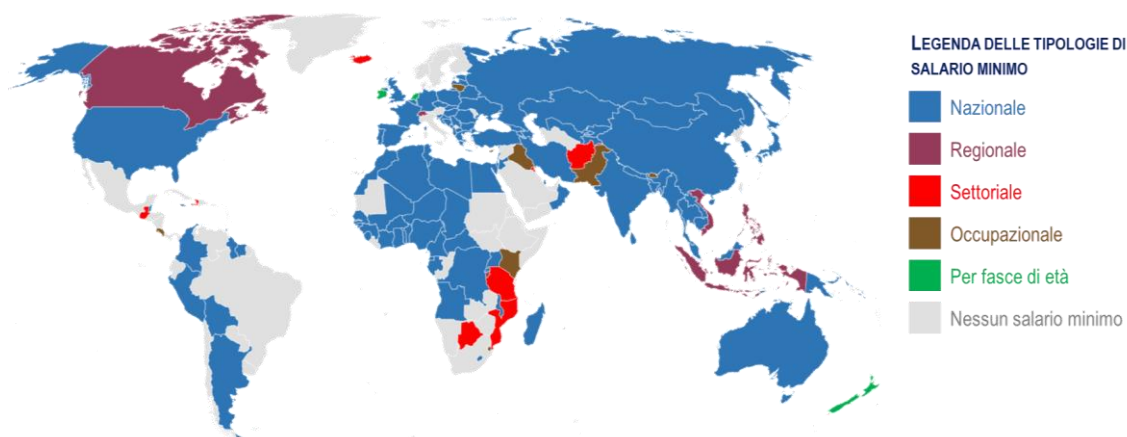 LEGENDA DELLE TIPOLOGIE DI
SALARIO MINIMO
Nazionale
Regionale
Settoriale
Occupazionale
Per fasce di età
Nessun salario minimo